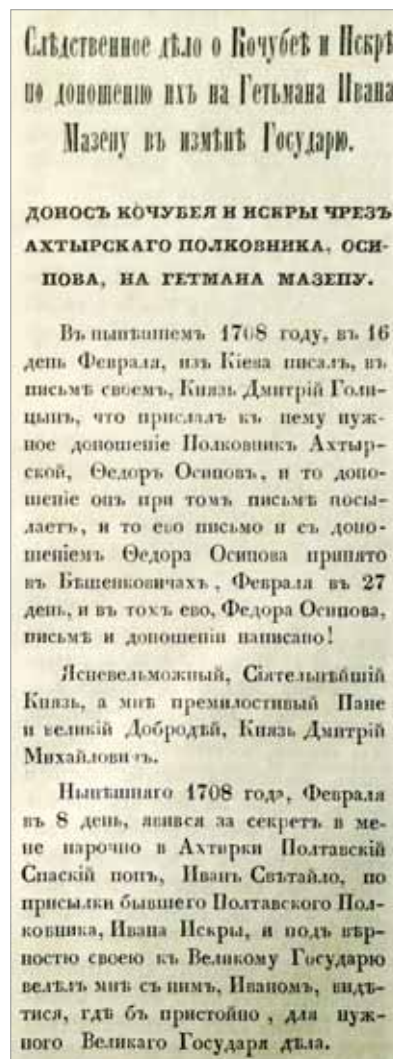 Слѣдственное дѣло о Кочубеѣ и Искрѣ
по доношенію ихъ на Гетьмана Ивана
Мазепу въ измѣнѣ Государю.
ДОНОСЪ КОЧУБЕЯ И ИСКРЫ ЧРЕЗЪ
АХТЫРСКАГО ПОЛКОВНИКА, ОСИ-
ПОВА, НА ГЕТМАНА МАЗЕПУ.
Въ нынѣшнемъ 1708 году, въ 16
день Февраля, изъ Кіева писалъ, въ
письмѣ своемъ, Князь Дмитрій Голи-
цынъ, что прислалъ къ нему нуж-
ное доношеніе Полковникъ Ахтыр-
ской, Ѳедоръ Осиповъ, и то доно-
шеніе онъ при томъ письмѣ посы-
лаетъ, и то ево письмо и съ доно-
шеніемъ Ѳедора Осипова принято
въ Бѣшенковичахъ, Февраля въ 27
день, и въ тохъ ево, Федора Осипова,
письмѣ и доношеніи написано!
Ясневельможный, Сіятельнѣйшій
Князь, а мнѣ премилостивый Пане
и великій Добродѣй, Князь Дмитрій
Михайловичъ.
Нынѣшняго 1708 года, Февраля
въ 8 день, явився за секретъ в ме-
не нарочно в Ахтирки Полтавскій
Спаскій попъ, Иванъ Свѣтайло, по
присылки бывшего Полтавского Пол-
ковника, Ивана Искры, и подъ вѣр-
ностю своею къ Великому Государю
велѣлъ мнѣ съ нимъ, Иваномъ, видѣ-
тися, гдѣ бъ пристойно, для нуж-
ного Великаго Государя дѣла.